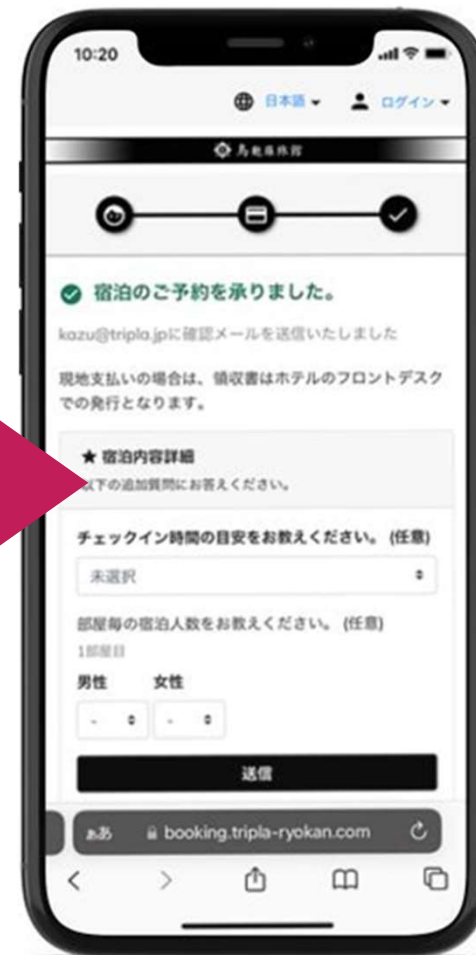 10:20
日本語
ログイン
宿泊のご予約を承りました。
kazu@tripla.jpに確認メールを送信いたしました
現地支払いの場合は、領収書はホテルのフロントデスク
での発行となります。
★ 宿泊内容詳細
以下の追加質問にお答えください。
チェックイン時間の目安をお教えください。 (任意)
未選択
部屋毎の宿泊人数をお教えください。 (任意)
1部屋目
男性 女性
- -
送信
ぁあ booking.tripla-ryokan.com